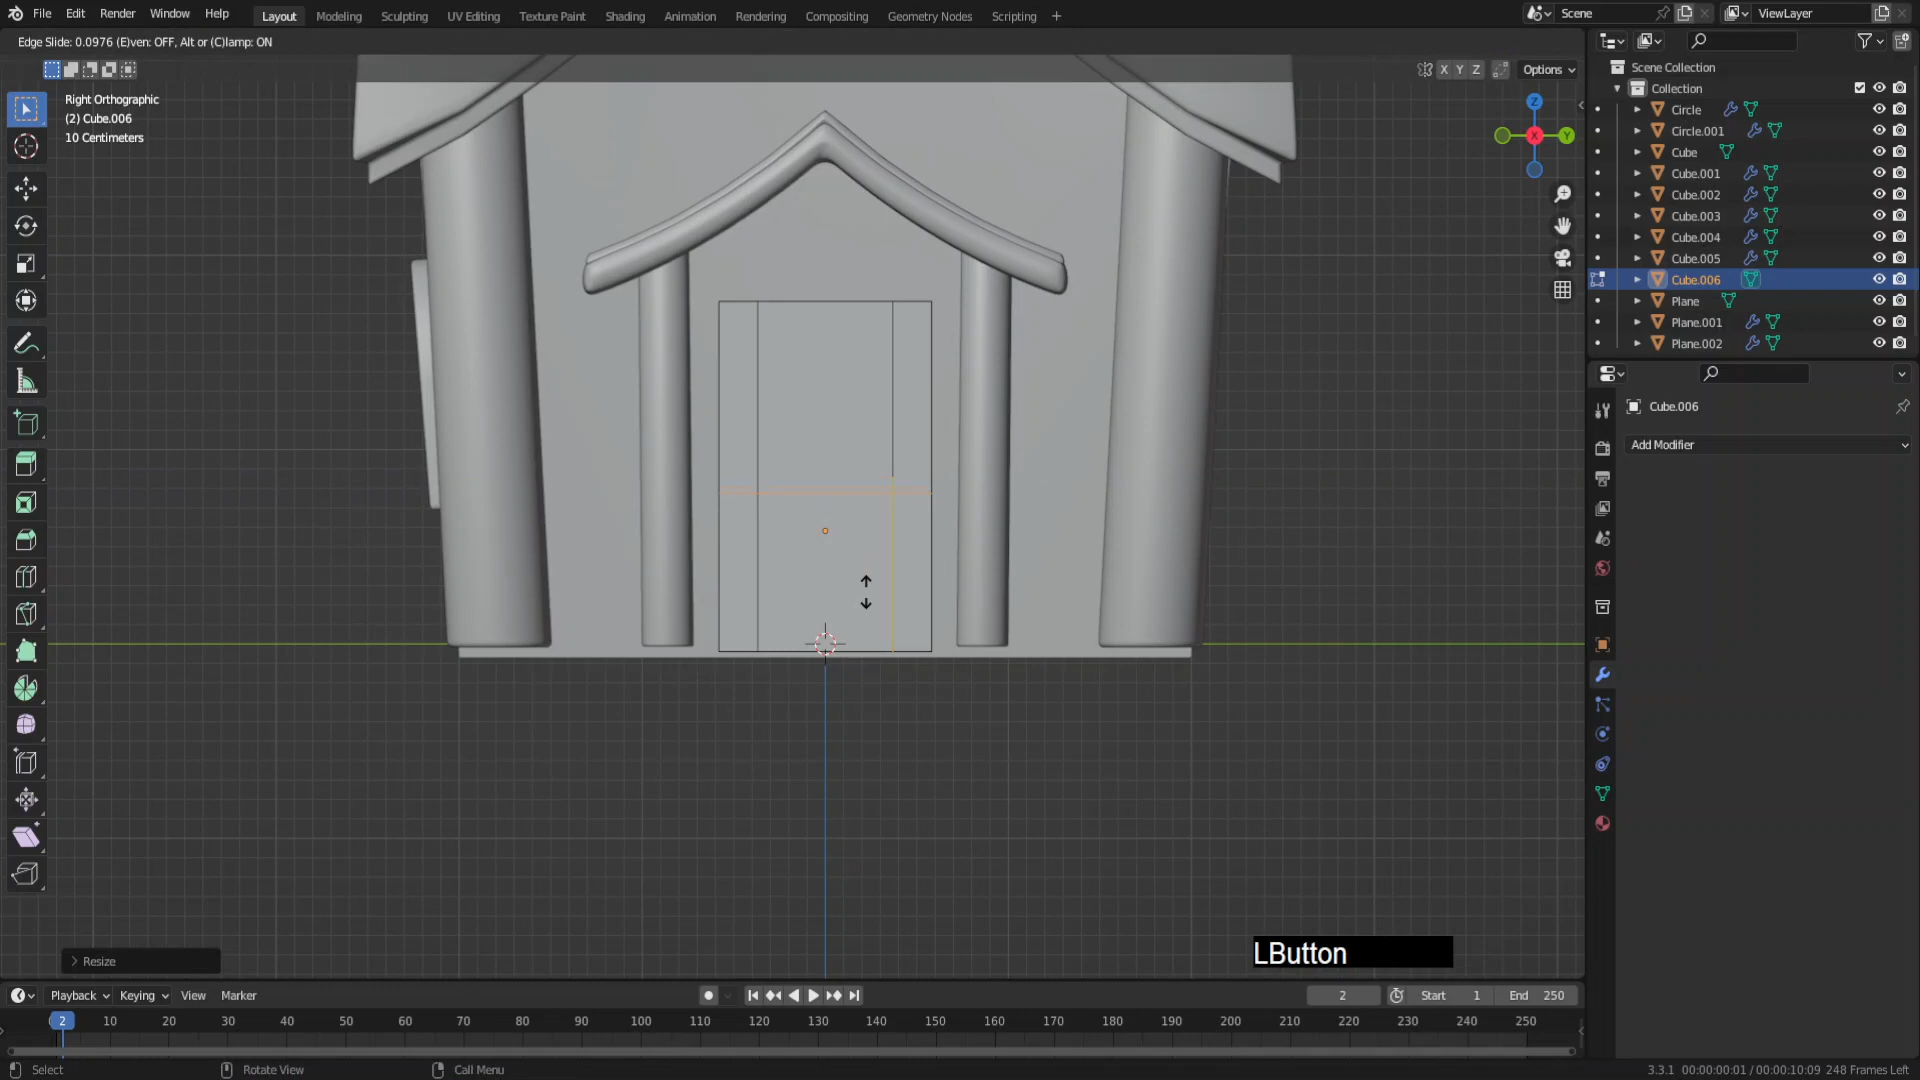 File Edit Render Window Help Layout Modeling Sculpting UV Editing Texture Paint Shading Animation Rendering Compositing Geometry Nodes Scripting + Scene ViewLayer
Edge Slide: 0.0976 (E)ven: OFF, Alt or (C)lamp: ON
X Y Z Options
Right Orthographic
(2) Cube.006
10 Centimeters
Z
X
Y
Scene Collection
Collection
Circle
Circle.001
Cube
Cube.001
Cube.002
Cube.003
Cube.004
Cube.005
Cube.006
Plane
Plane.001
Plane.002
Cube.006
Add Modifier
LButton
Resize
Playback Keying View Marker 2 Start 1 End 250
2 10 20 30 40 50 60 70 80 90 100 110 120 130 140 150 160 170 180 190 200 210 220 230 240 250
Select Rotate View Call Menu 3.3.1 00:00:00:01 / 00:00:10:09 248 Frames Left